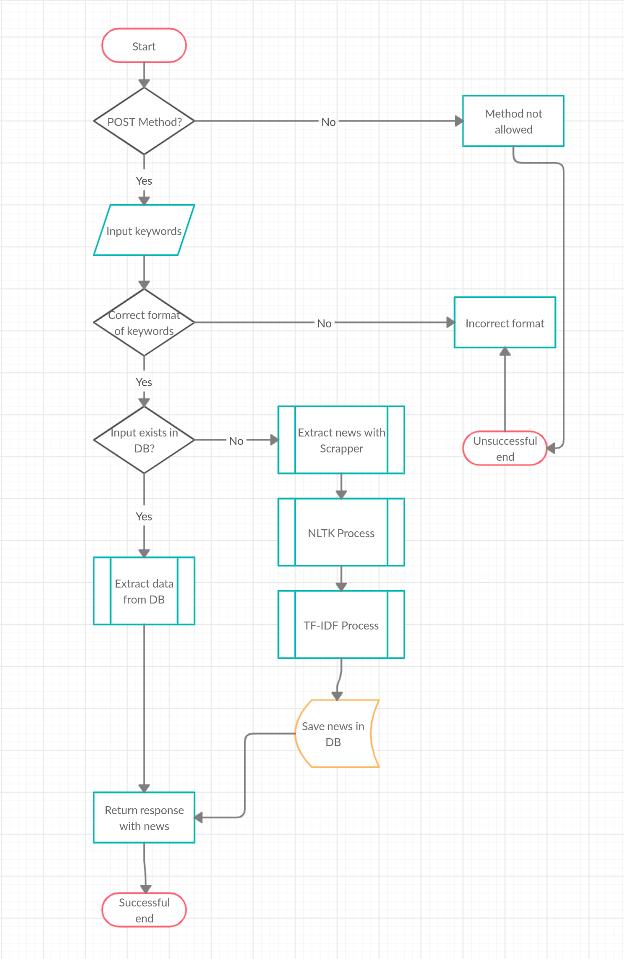 Start
POST Method?
No
Method not
allowed
Yes
Input keywords
Correct format
of keywords
No
Incorrect format
Yes
Input exists in
DB?
No
Extract news with
Scrapper
Unsuccessful
end
Yes
NLTK Process
Extract data
from DB
TF-IDF Process
Save news in
DB
Return response
with news
Successful
end